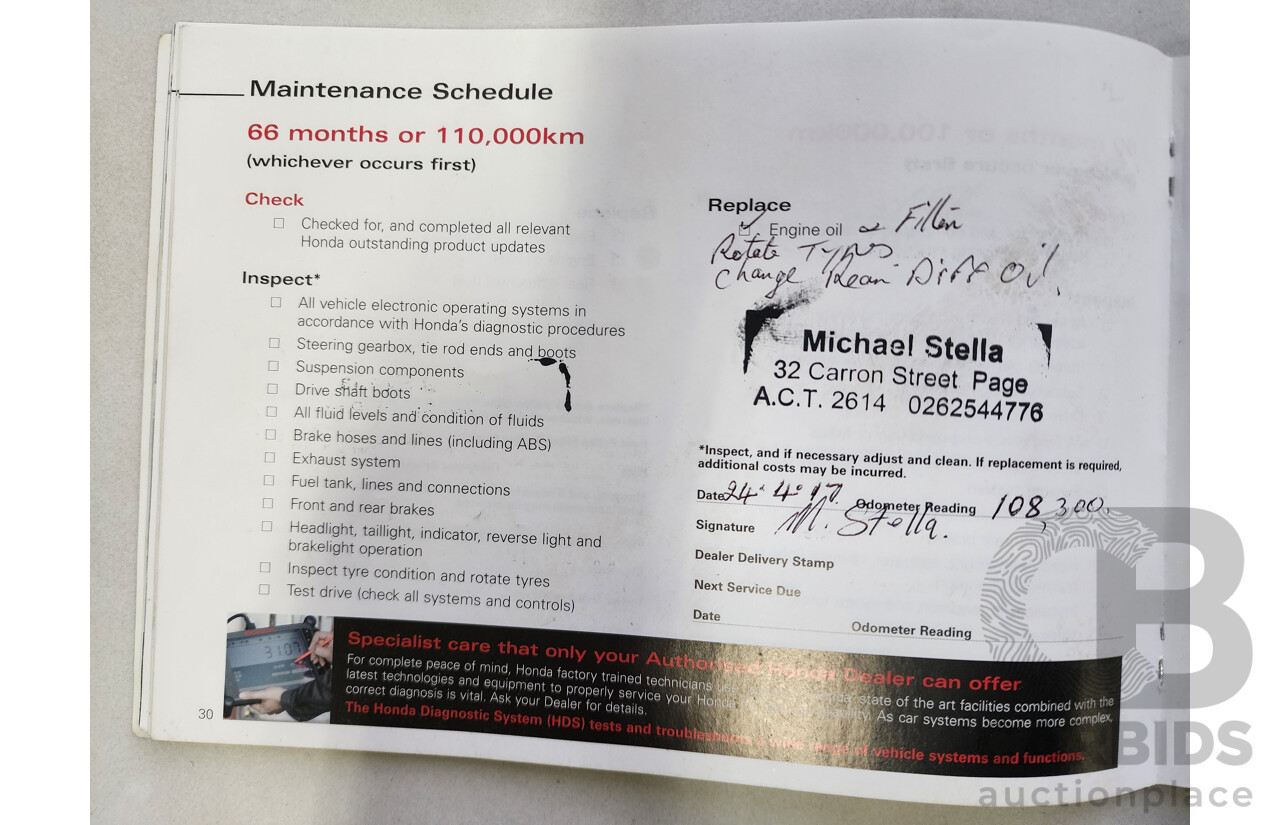 Maintenance Schedule
66 months or 110,000km
(whichever occurs first)
Check
Checked for, and completed all relevant
Honda outstanding product updates
Inspect*
All vehicle electronic operating systems in
accordance with Honda's diagnostic procedures
Steering gearbox, tie rod ends and boots
Suspension components
Drive shaft boots
All fluid levels and condition of fluids
Brake hoses and lines (including ABS)
Exhaust system
Fuel tank, lines and connections
Front and rear brakes
Headlight, taillight, indicator, reverse light and
brakelight operation
Inspect tyre condition and rotate tyres
Test drive (check all systems and controls)
Replace
Engine oil & Filter
Rotate Tyres
Change Rear Diff Oil.
Michael Stella
32 Carron Street Page
A.C.T. 2614 0262544776
*Inspect, and if necessary adjust and clean. If replacement is required,
additional costs may be incurred.
Date 24.4.17 Odometer Reading 108,300.
Signature M. Stella.
Dealer Delivery Stamp
Next Service Due
Date Odometer Reading
3107
Specialist care that only your Authorised Honda Dealer can offer
For complete peace of mind, Honda factory trained technicians state of the art facilities combined with the
latest technologies and equipment to properly service your Honda As car systems become more complex,
correct diagnosis is vital. Ask your Dealer for details.
The Honda Diagnostic System (HDS) tests and troubleshoots wide range of vehicle systems and functions.
30
BIDS
auctionplace